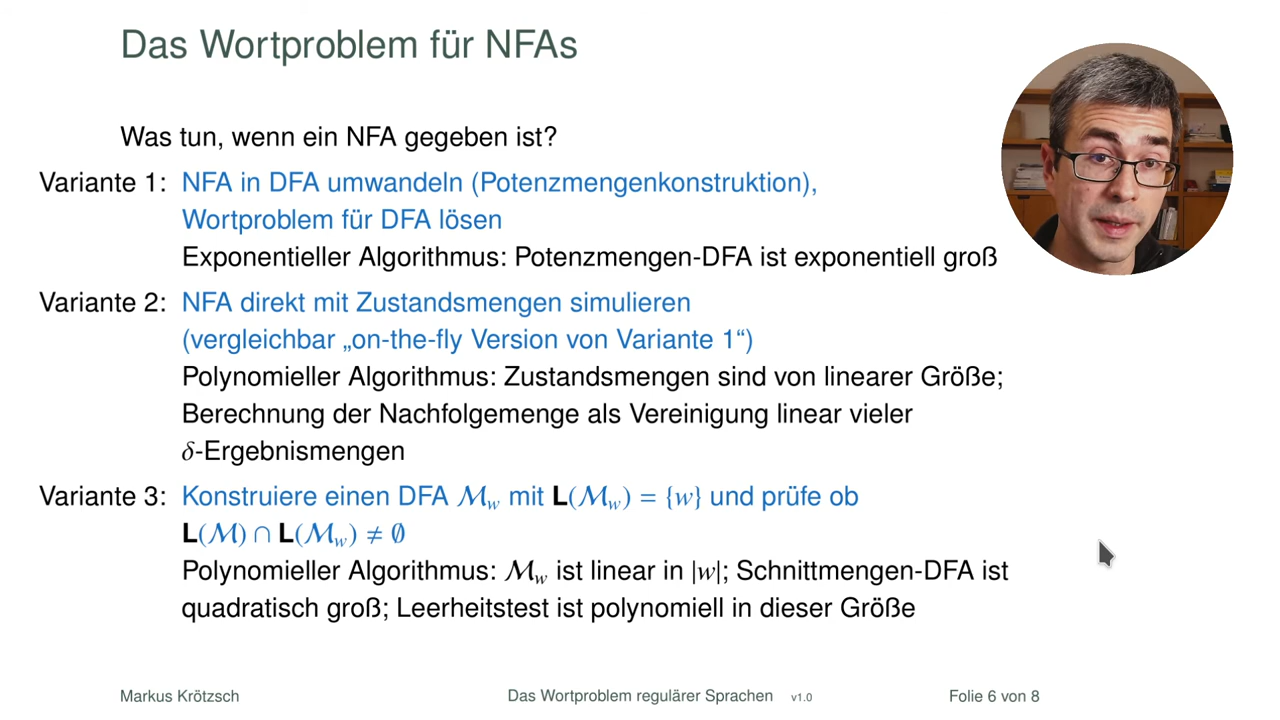 Das Wortproblem für NFAs
Was tun, wenn ein NFA gegeben ist?
Variante 1: NFA in DFA umwandeln (Potenzmengenkonstruktion),
Wortproblem für DFA lösen
Exponentieller Algorithmus: Potenzmengen-DFA ist exponentiell groß
Variante 2: NFA direkt mit Zustandsmengen simulieren
(vergleichbar „on-the-fly Version von Variante 1“)
Polynomieller Algorithmus: Zustandsmengen sind von linearer Größe;
Berechnung der Nachfolgemenge als Vereinigung linear vieler
δ-Ergebnismengen
Variante 3: Konstruiere einen DFA ℳ_w mit L(ℳ_w) = {w} und prüfe ob
L(ℳ) ∩ L(ℳ_w) ≠ ∅
Polynomieller Algorithmus: ℳ_w ist linear in |w|; Schnittmengen-DFA ist
quadratisch groß; Leerheitstest ist polynomiell in dieser Größe
Markus Krötzsch Das Wortproblem regulärer Sprachen v1.0 Folie 6 von 8